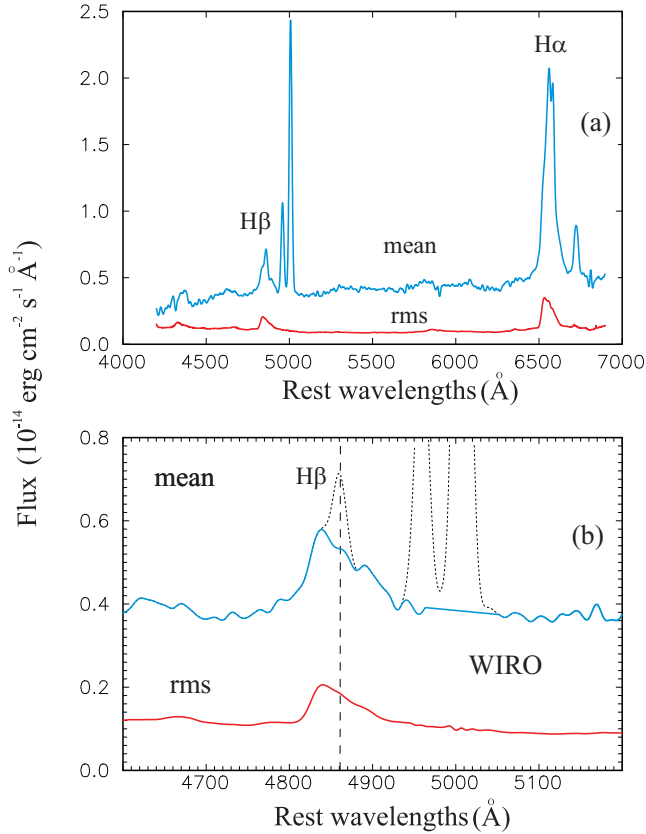 2.5
Hα
2.0
(a)
1.5
1.0
Hβ
mean
0.5
rms
0.0
4000 4500 5000 5500 6000 6500 7000
Rest wavelengths (Å)
Flux (10⁻¹⁴ erg cm⁻² s⁻¹ Å⁻¹)
0.8
mean
Hβ
0.6
(b)
0.4
WIRO
0.2
rms
0.0
4700 4800 4900 5000 5100
Rest wavelengths (Å)